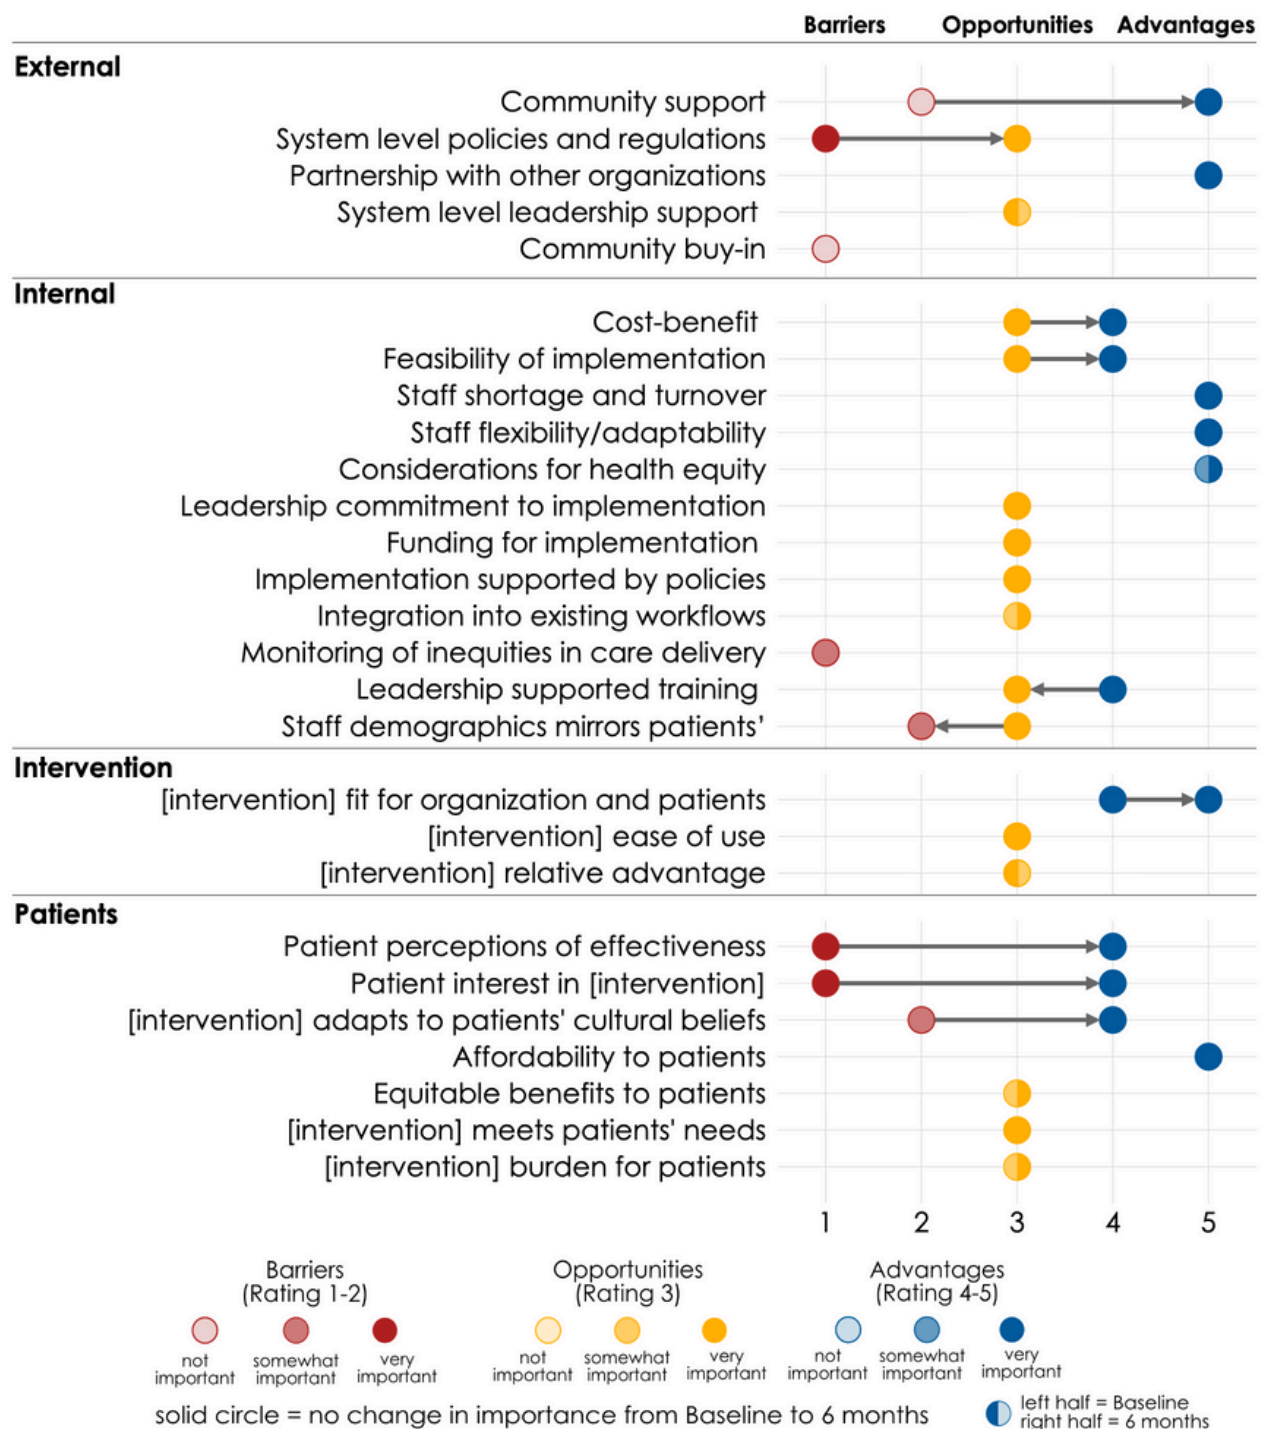 Barriers Opportunities Advantages
External
Community support
System level policies and regulations
Partnership with other organizations
System level leadership support
Community buy-in
Internal
Cost-benefit
Feasibility of implementation
Staff shortage and turnover
Staff flexibility/adaptability
Considerations for health equity
Leadership commitment to implementation
Funding for implementation
Implementation supported by policies
Integration into existing workflows
Monitoring of inequities in care delivery
Leadership supported training
Staff demographics mirrors patients’
Intervention
[intervention] fit for organization and patients
[intervention] ease of use
[intervention] relative advantage
Patients
Patient perceptions of effectiveness
Patient interest in [intervention]
[intervention] adapts to patients' cultural beliefs
Affordability to patients
Equitable benefits to patients
[intervention] meets patients' needs
[intervention] burden for patients
1 2 3 4 5
Barriers
(Rating 1-2)
not
important
somewhat
important
very
important
Opportunities
(Rating 3)
not
important
somewhat
important
very
important
Advantages
(Rating 4-5)
not
important
somewhat
important
very
important
solid circle = no change in importance from Baseline to 6 months
left half = Baseline
right half = 6 months